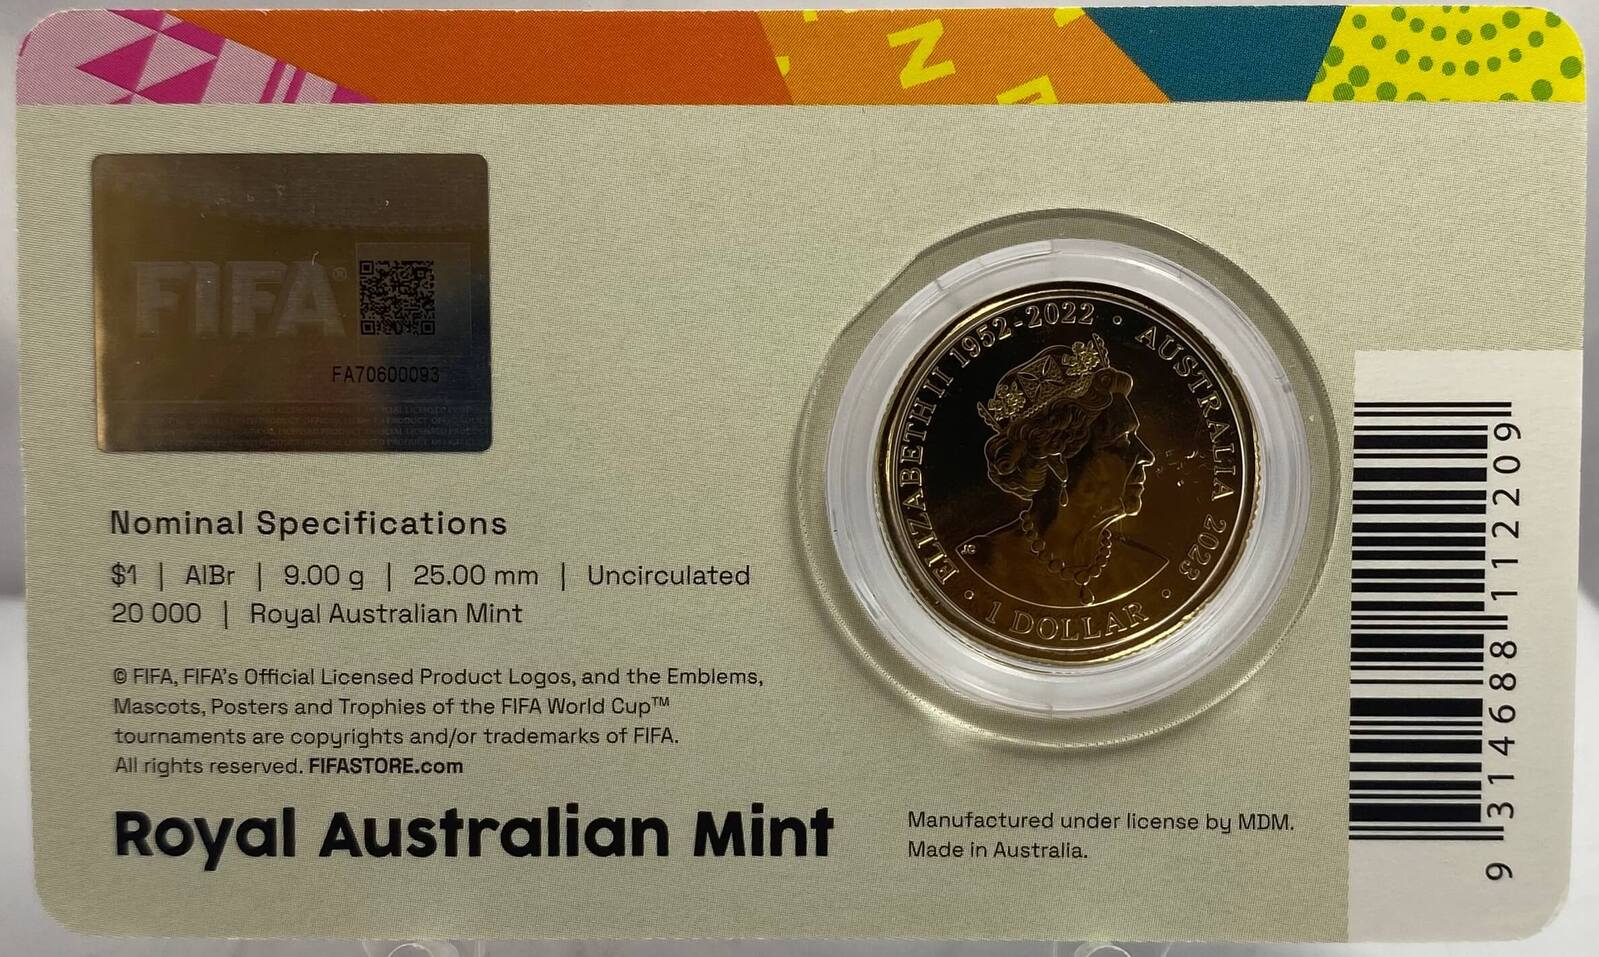 NE
FIFA®
FA70600093
Nominal Specifications
$1 | AlBr | 9.00 g | 25.00 mm | Uncirculated
20 000 | Royal Australian Mint
© FIFA, FIFA's Official Licensed Product Logos, and the Emblems,
Mascots, Posters and Trophies of the FIFA World Cup™
tournaments are copyrights and/or trademarks of FIFA.
All rights reserved. FIFASTORE.com
Royal Australian Mint
Manufactured under license by MDM.
Made in Australia.
ELIZABETH II 1952-2022 · AUSTRALIA 2023
· 1 DOLLAR ·
JC
9 314688 112209